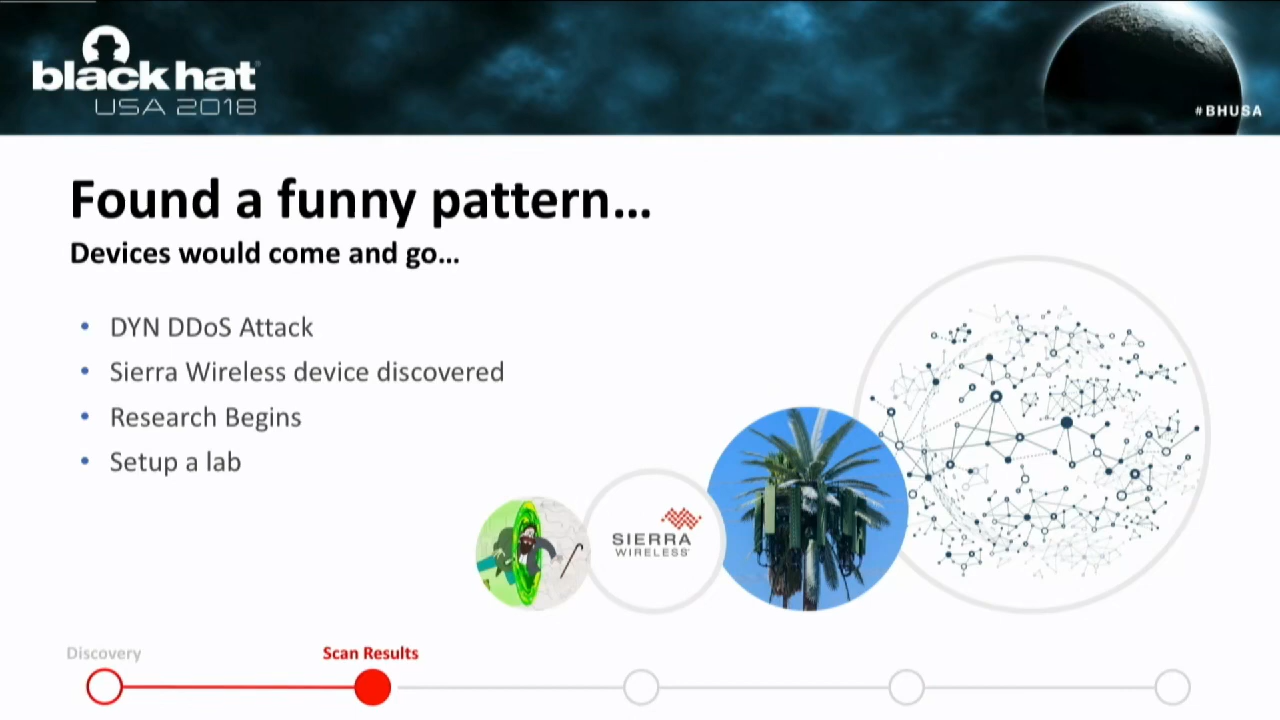 black hat
USA 2018
#BHUSA
Found a funny pattern...
Devices would come and go...
• DYN DDoS Attack
• Sierra Wireless device discovered
• Research Begins
• Setup a lab
SIERRA
WIRELESS
Discovery
Scan Results